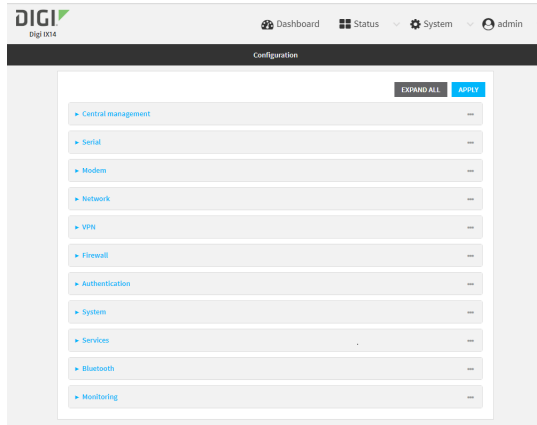 DIGI
Digi IX14
Dashboard Status System admin
Configuration
EXPAND ALL APPLY
Central management
Serial
Modem
Network
VPN
Firewall
Authentication
System
Services
Bluetooth
Monitoring